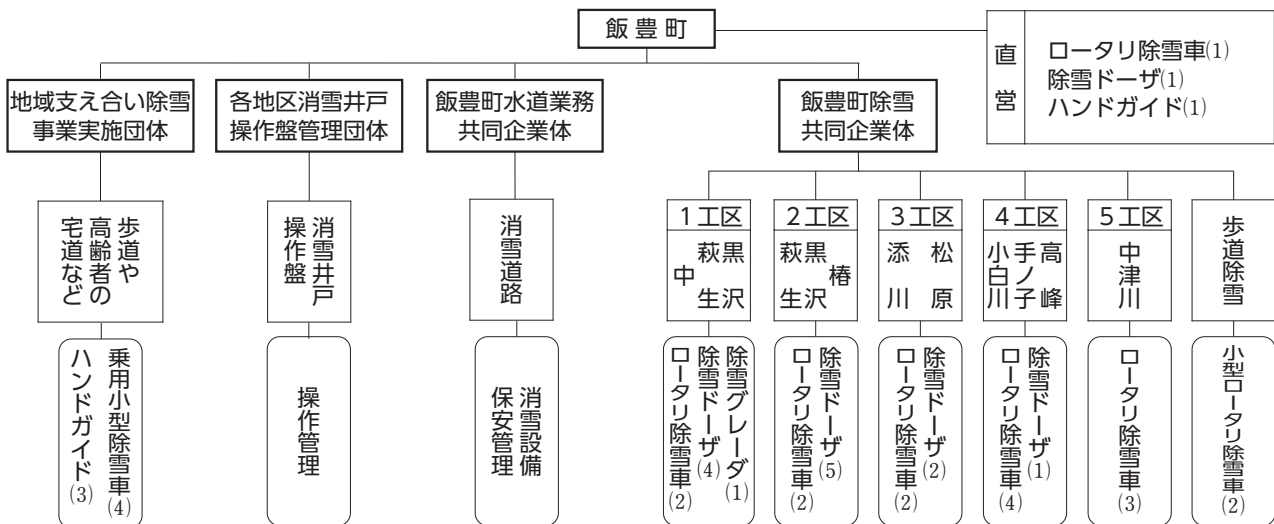 飯豊町
直営
ロータリ除雪車(1)
除雪ドーザ(1)
ハンドガイド(1)
地域支え合い除雪
事業実施団体
各地区消雪井戸
操作盤管理団体
飯豊町水道業務
共同企業体
飯豊町除雪
共同企業体
歩道や
高齢者の
宅道など
消雪井戸
操作盤
消雪道路
1工区
黒沢
萩生
中
2工区
椿
黒沢
萩生
3工区
松原
添川
4工区
高峰
手ノ子
小白川
5工区
中津川
歩道除雪
乗用小型除雪車(4)
ハンドガイド(3)
操作管理
消雪設備
保安管理
除雪グレーダ(1)
除雪ドーザ(4)
ロータリ除雪車(2)
除雪ドーザ(5)
ロータリ除雪車(2)
除雪ドーザ(2)
ロータリ除雪車(2)
除雪ドーザ(1)
ロータリ除雪車(4)
ロータリ除雪車(3)
小型ロータリ除雪車(2)